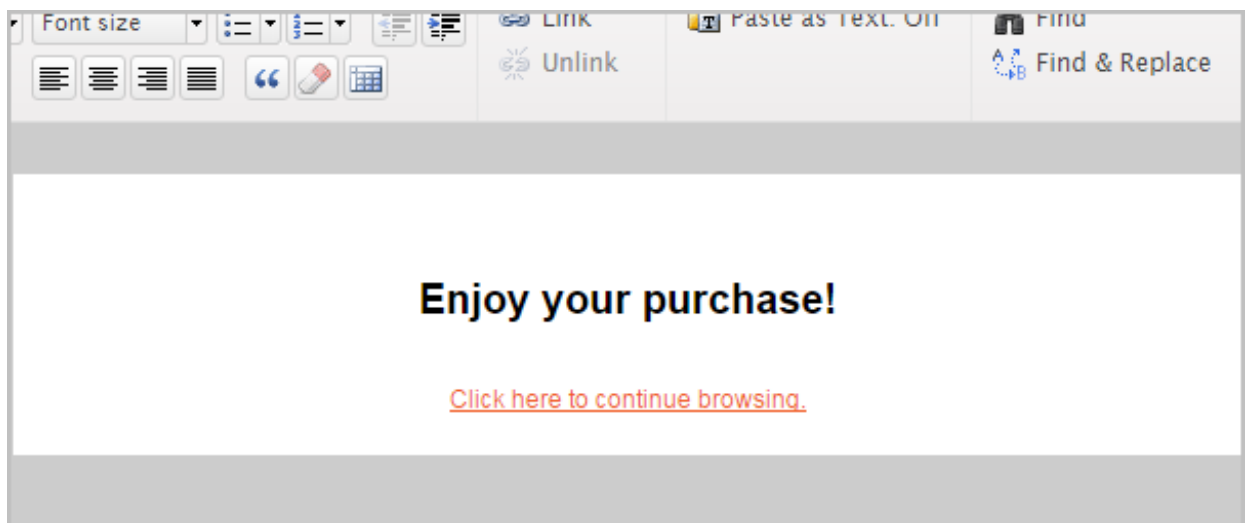 Font size
Link
Paste as Text: Off
Find
Unlink
Find & Replace
Enjoy your purchase!
Click here to continue browsing.